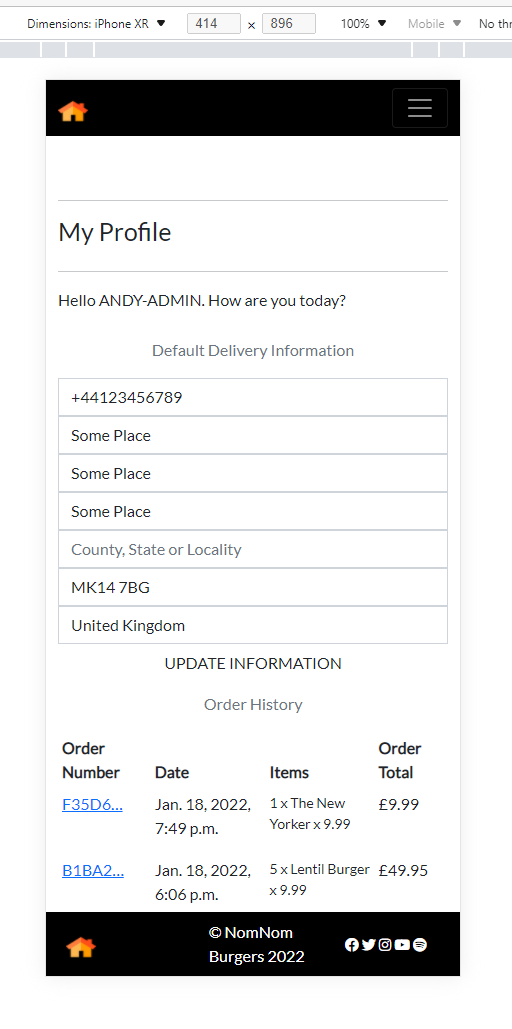 Dimensions: iPhone XR ▼ 414 × 896 100% ▼ Mobile ▼ No thr
My Profile
Hello ANDY-ADMIN. How are you today?
Default Delivery Information
+44123456789
Some Place
Some Place
Some Place
County, State or Locality
MK14 7BG
United Kingdom
UPDATE INFORMATION
Order History
Order Number Date Items Order Total
F35D6... Jan. 18, 2022, 7:49 p.m. 1 x The New Yorker x 9.99 £9.99
B1BA2... Jan. 18, 2022, 6:06 p.m. 5 x Lentil Burger x 9.99 £49.95
© NomNom
Burgers 2022